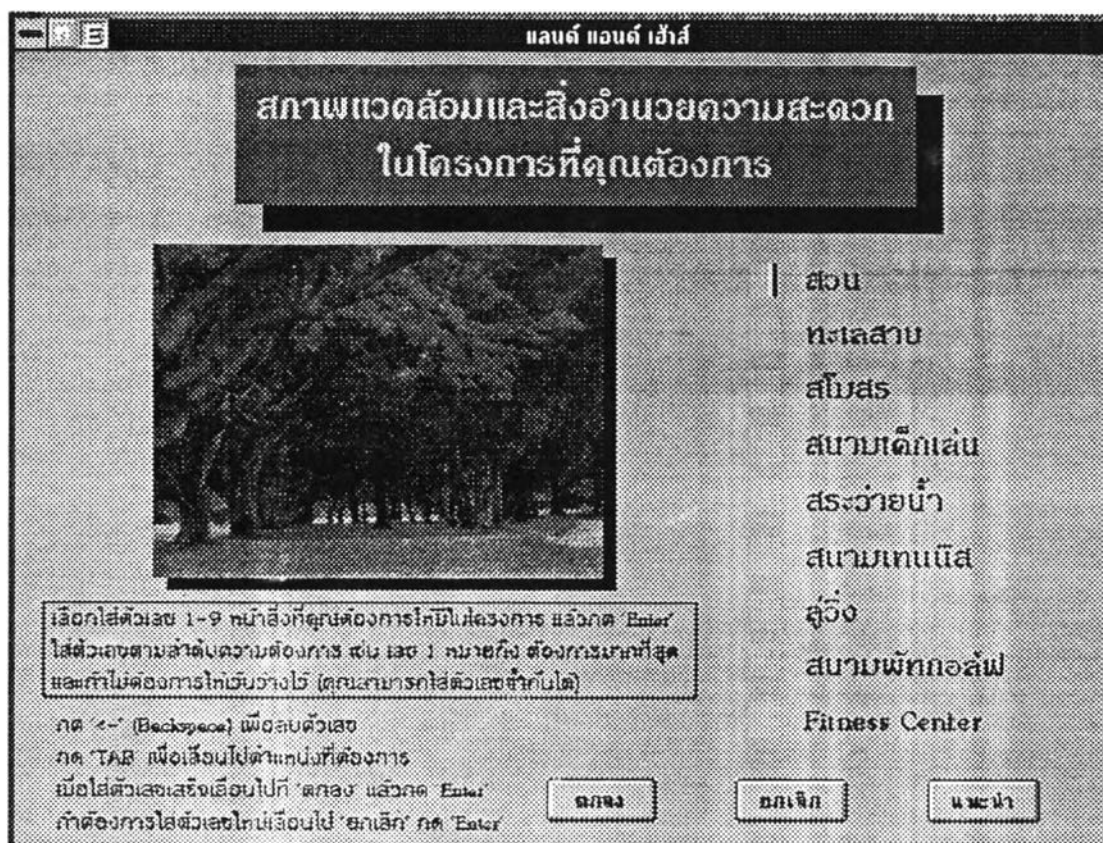 แลนด์ แอนด์ เฮ้าส์
สภาพแวดล้อมและสิ่งอำนวยความสะดวก
ในโครงการที่คุณต้องการ
สวน
ทะเลสาบ
สโมสร
สนามเด็กเล่น
สระว่ายน้ำ
สนามเทนนิส
ลู่วิ่ง
สนามพัทกอล์ฟ
Fitness Center
เลือกใส่ตัวเลข 1-9 หน้าสิ่งที่คุณต้องการให้มีในโครงการ แล้วกด 'Enter'
ใส่ตัวเลขตามลำดับความต้องการ เช่น เลข 1 หมายถึง ต้องการมากที่สุด
และถ้าไม่ต้องการให้เว้นว่างไว้ (คุณสามารถใส่ตัวเลขซ้ำกันได้)
กด '<-' (Backspace) เพื่อลบตัวเลข
กด 'TAB' เพื่อเลื่อนไปตำแหน่งที่ต้องการ
เมื่อใส่ตัวเลขเสร็จเลื่อนไปที่ 'ตกลง' แล้วกด 'Enter'
ถ้าต้องการใส่ตัวเลขใหม่เลื่อนไป 'ยกเลิก' กด 'Enter'
ตกลง
ยกเลิก
แนะนำ